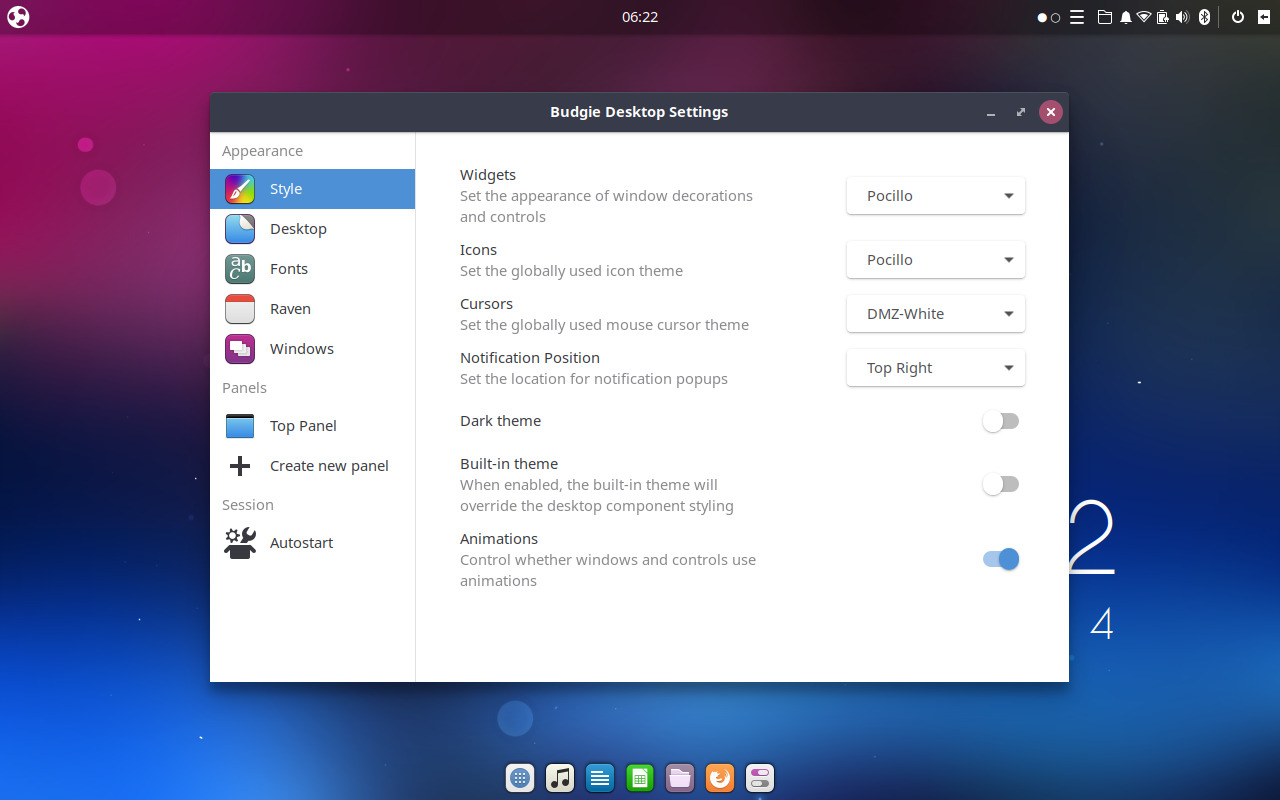 06:22
Budgie Desktop Settings
Appearance
Style
Desktop
Fonts
Raven
Windows
Panels
Top Panel
Create new panel
Session
Autostart
Widgets
Set the appearance of window decorations
and controls
Pocillo
Icons
Set the globally used icon theme
Pocillo
Cursors
Set the globally used mouse cursor theme
DMZ-White
Notification Position
Set the location for notification popups
Top Right
Dark theme
Built-in theme
When enabled, the built-in theme will
override the desktop component styling
Animations
Control whether windows and controls use
animations
2
4